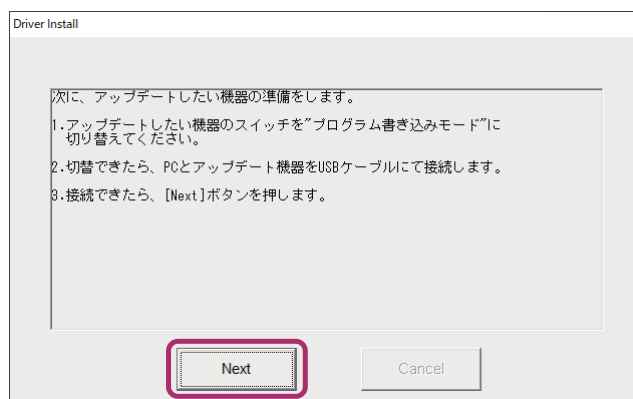 Driver Install
次に、アップデートしたい機器の準備をします。
1.アップデートしたい機器のスイッチを"プログラム書き込みモード"に
切り替えてください。
2.切替できたら、PCとアップデート機器をUSBケーブルにて接続します。
3.接続できたら、[Next]ボタンを押します。
Next
Cancel